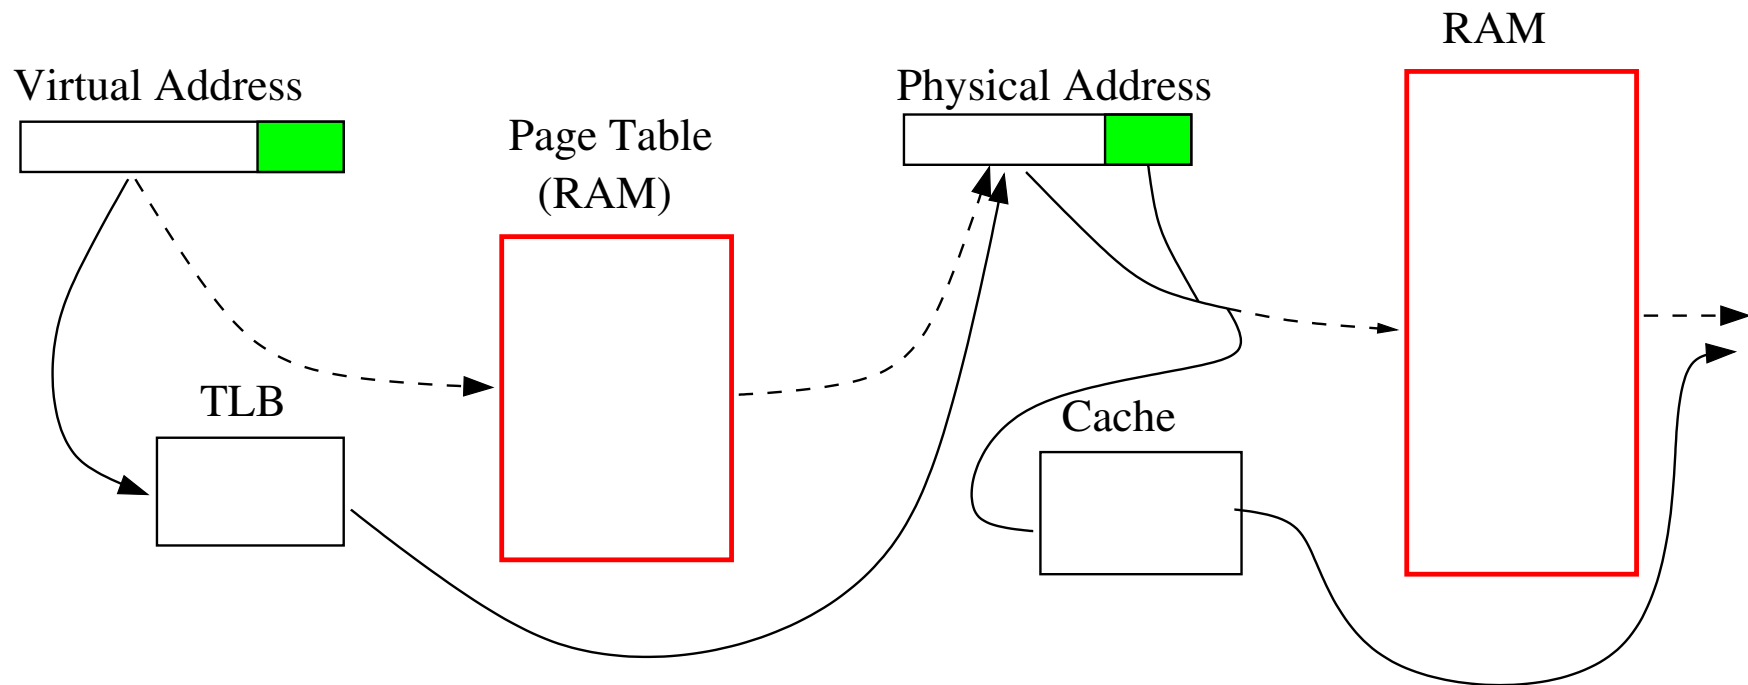 RAM
Virtual Address
Physical Address
Page Table
(RAM)
TLB
Cache